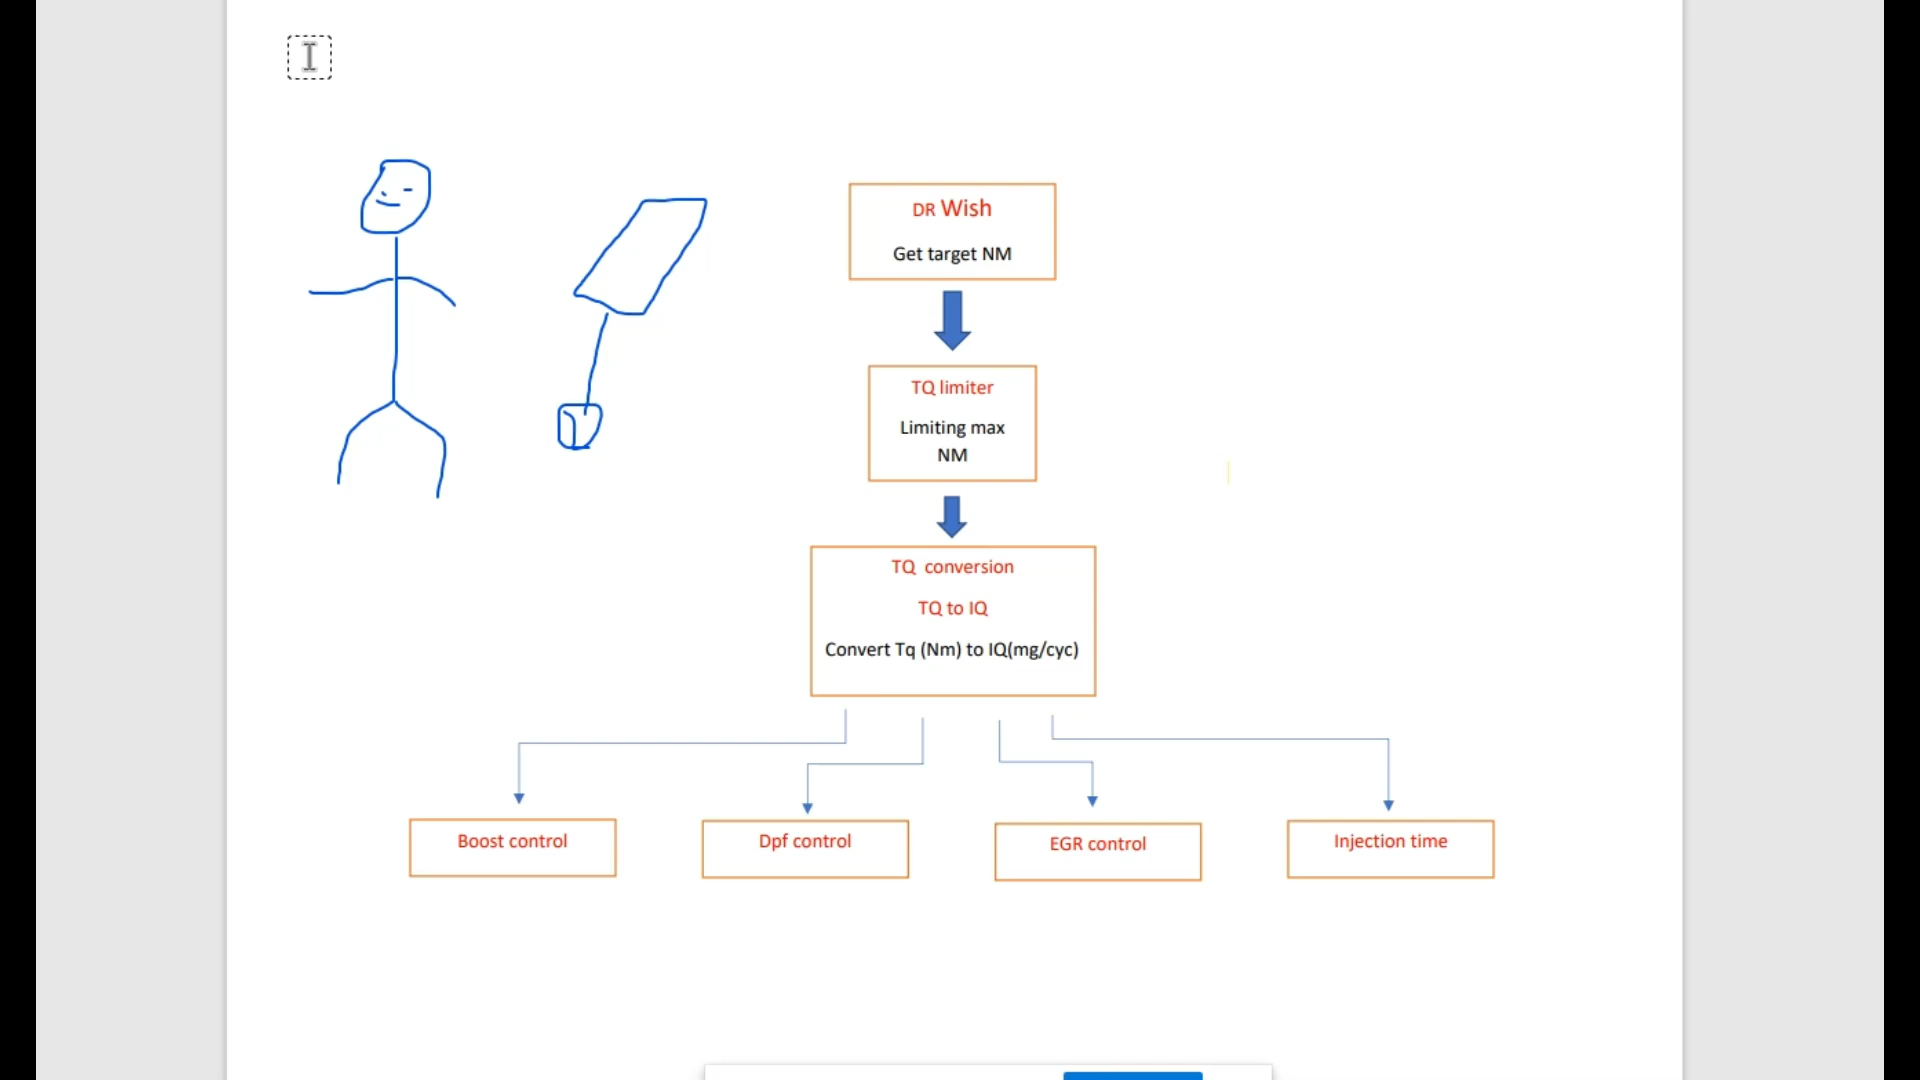 DR Wish
Get target NM
TQ limiter
Limiting max
NM
TQ conversion
TQ to IQ
Convert Tq (Nm) to IQ(mg/cyc)
Boost control
Dpf control
EGR control
Injection time